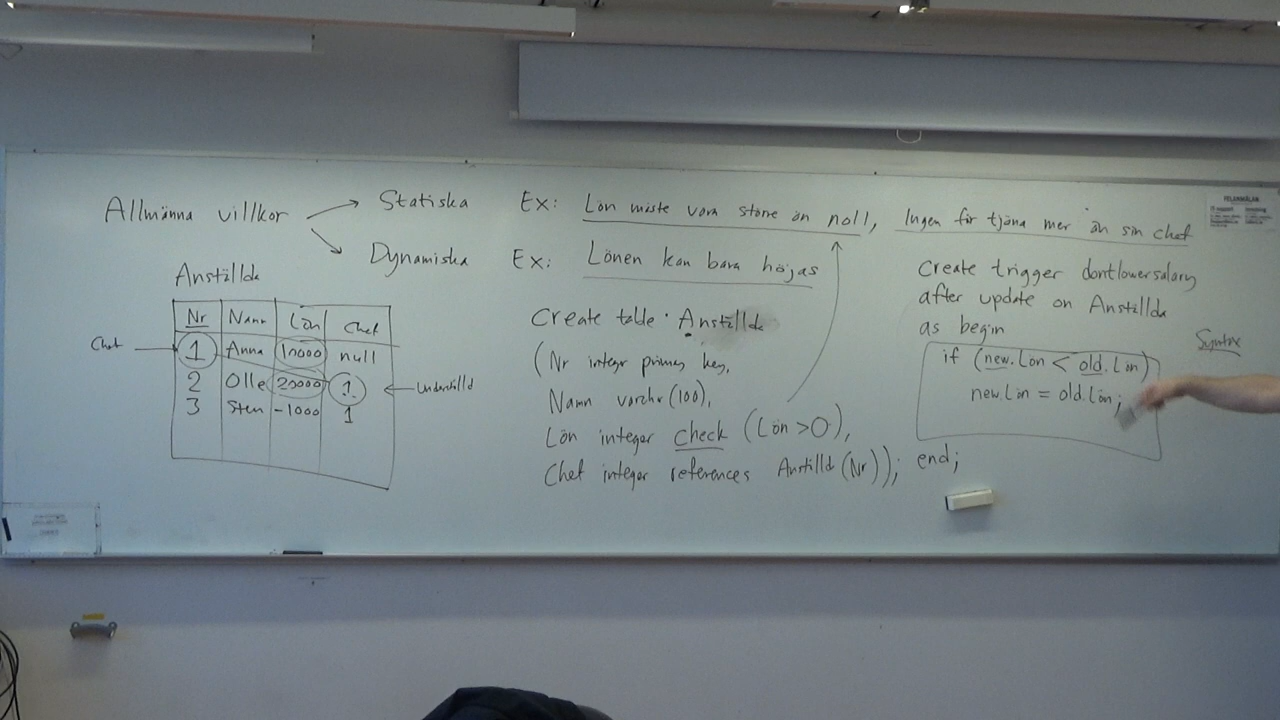 Allmänna villkor
Statiska
Ex: Lön måste vara större än noll, Ingen får tjäna mer än sin chef
Dynamiska
Ex: Lönen kan bara höjas
Anställda
Nr Namn Lön Chef
1 Anna 10000 null
2 Olle 20000 1
3 Sten -1000 1
Chef
Underställd
Create table Anställda
(Nr integer primary key,
Namn varchar(100),
Lön integer check (Lön>0),
Chef integer references Anställd(Nr));
Create trigger dontlowersalary
after update on Anställda
as begin
if (new.Lön < old.Lön)
new.Lön = old.Lön;
end;
Syntax
FELANMÄLAN